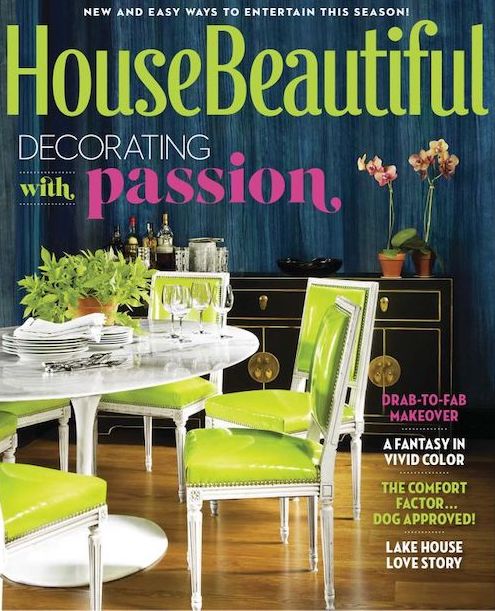 NEW AND EASY WAYS TO ENTERTAIN THIS SEASON!
HouseBeautiful
DECORATING
with passion
DRAB-TO-FAB
MAKEOVER
A FANTASY IN
VIVID COLOR
THE COMFORT
FACTOR...
DOG APPROVED!
LAKE HOUSE
LOVE STORY